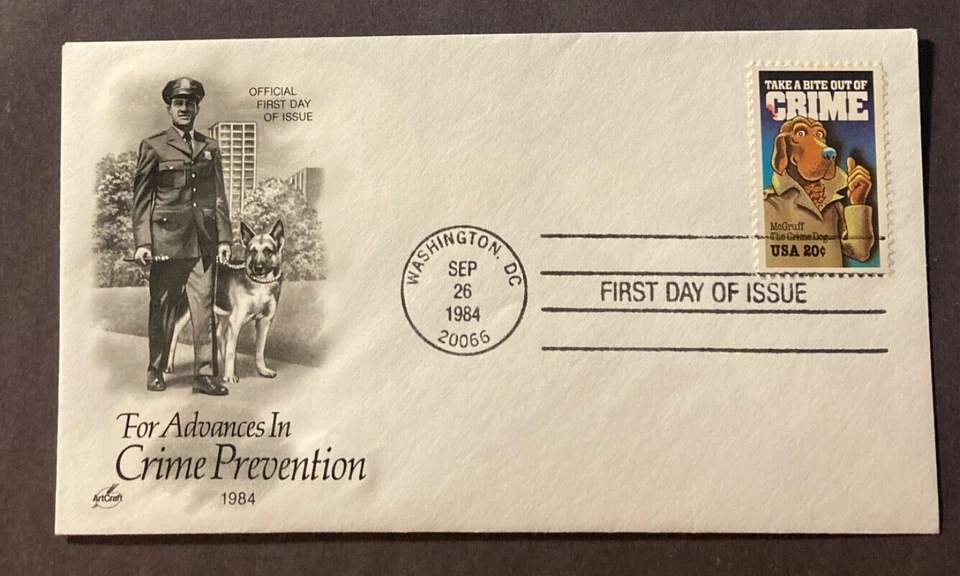 OFFICIAL
FIRST DAY
OF ISSUE
TAKE A BITE OUT OF
CRIME
McGruff
The Crime Dog
USA 20¢
WASHINGTON, DC
SEP
26
1984
20066
FIRST DAY OF ISSUE
For Advances In
Crime Prevention
1984
ArtCraft